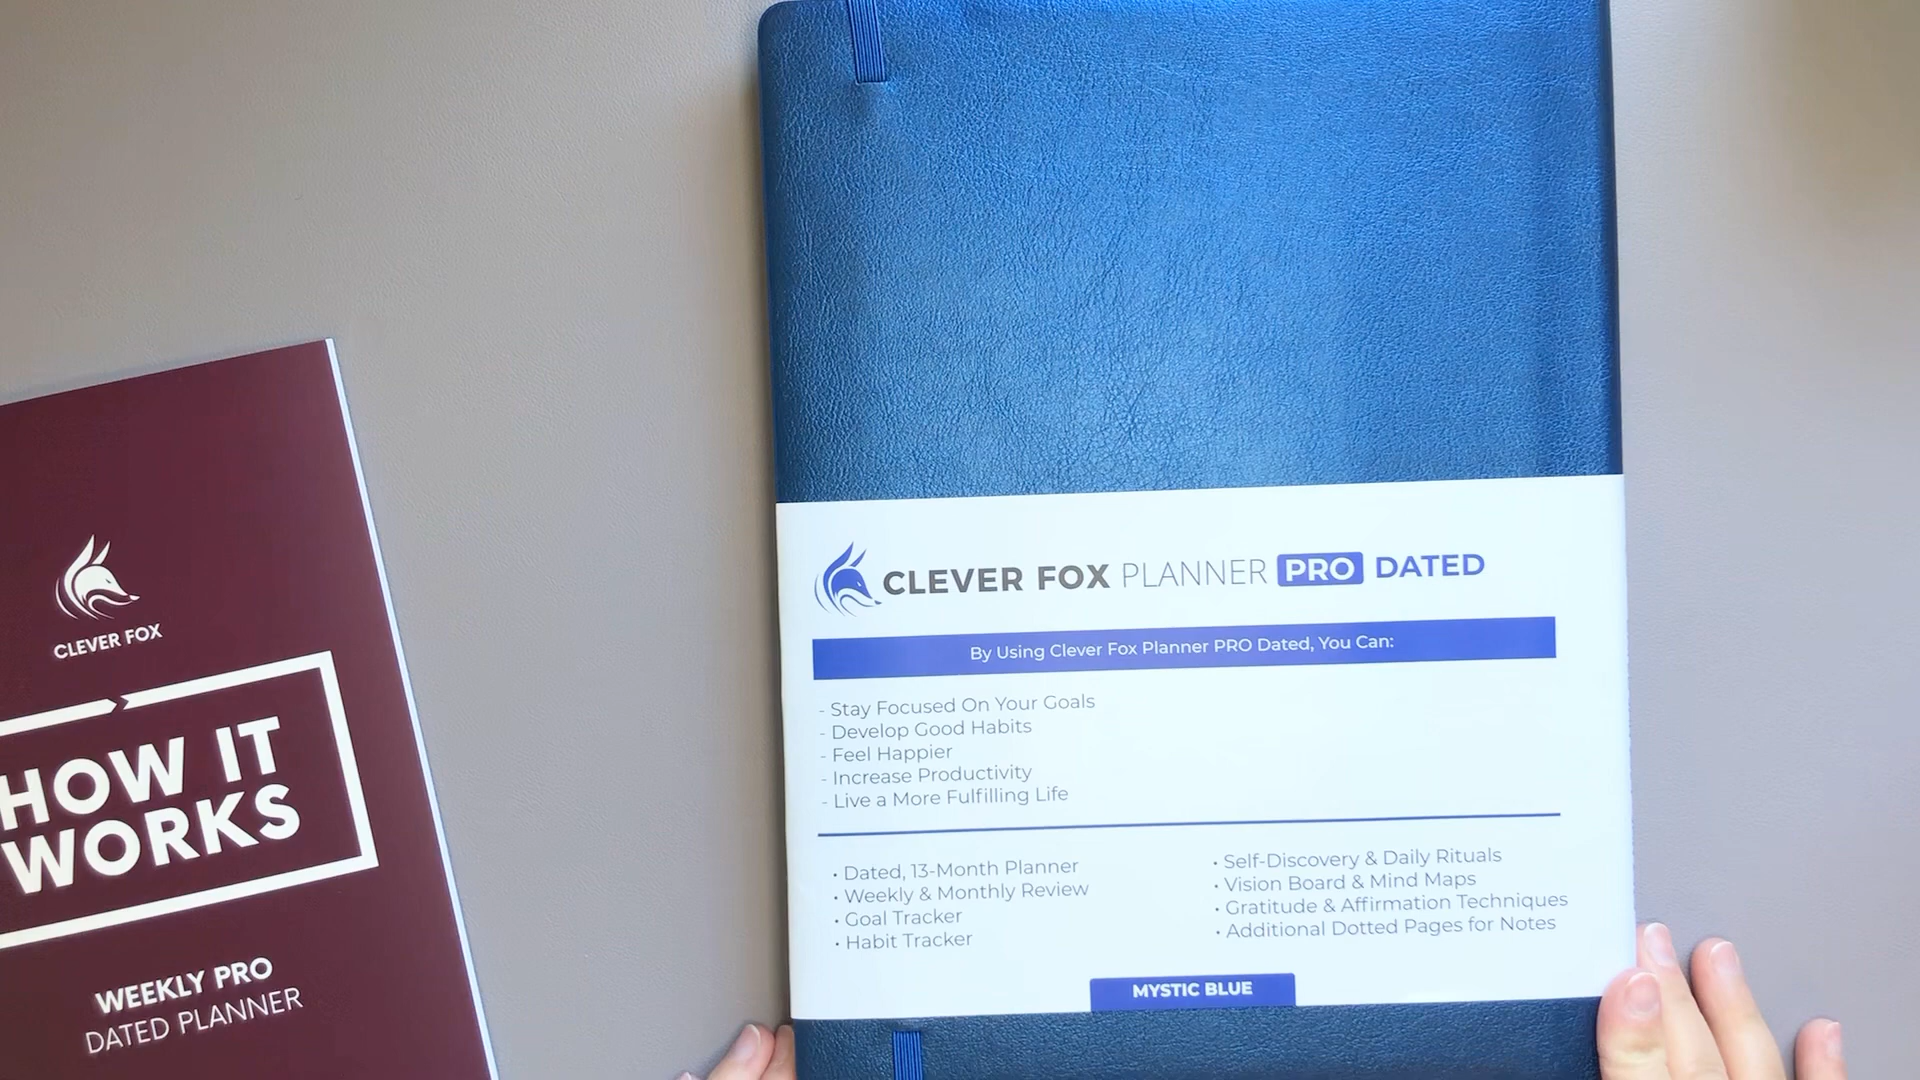 CLEVER FOX
HOW IT
WORKS
WEEKLY PRO
DATED PLANNER
CLEVER FOX PLANNER PRO DATED
By Using Clever Fox Planner PRO Dated, You Can:
- Stay Focused On Your Goals
- Develop Good Habits
- Feel Happier
- Increase Productivity
- Live a More Fulfilling Life
• Dated, 13-Month Planner
• Weekly & Monthly Review
• Goal Tracker
• Habit Tracker
• Self-Discovery & Daily Rituals
• Vision Board & Mind Maps
• Gratitude & Affirmation Techniques
• Additional Dotted Pages for Notes
MYSTIC BLUE